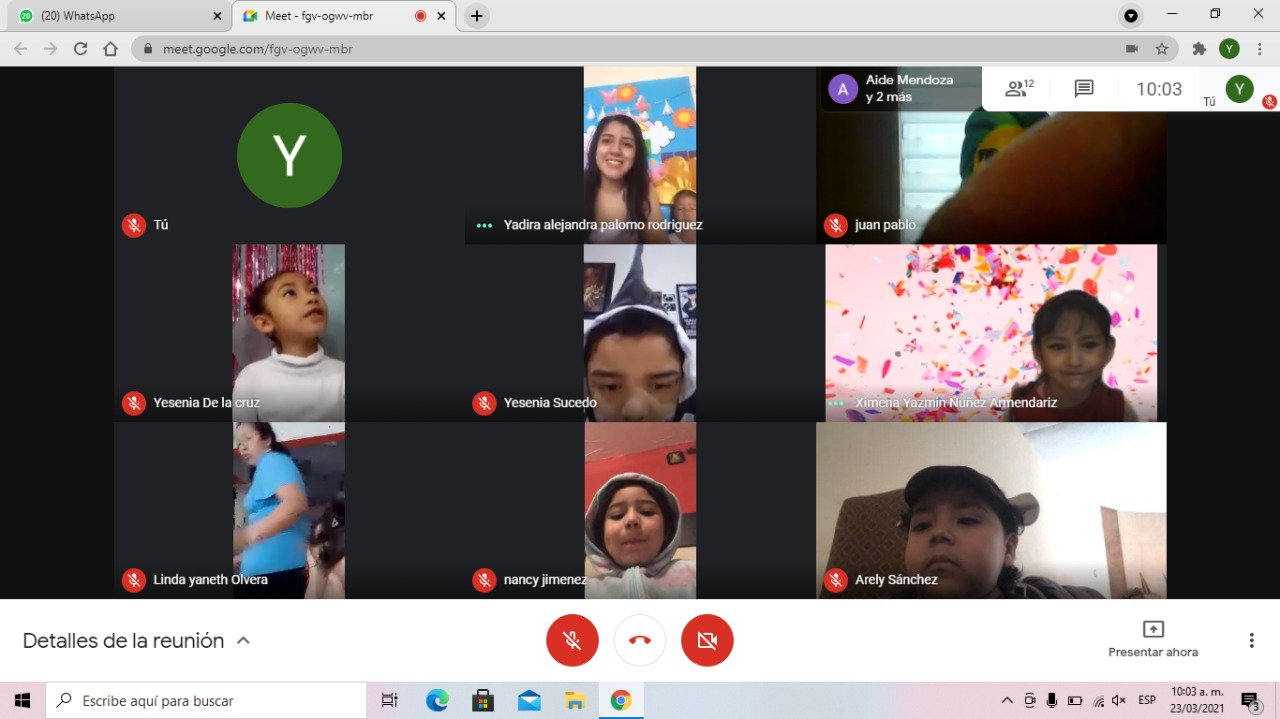 (20) WhatsApp
Meet - fgv-ogwv-mbr
meet.google.com/fgv-ogwv-mbr
Y
A
Aide Mendoza
y 2 más
12
10:03
Tú
Y
Y
Tú
Yadira alejandra palomo rodriguez
juan pablo
Yesenia De la cruz
Yesenia Sucedo
Ximena Yazmin Nuñez Armendariz
Linda yaneth Olvera
nancy jimenez
Arely Sánchez
Detalles de la reunión
Presentar ahora
Escribe aquí para buscar
ESP
10:03 a. m.
23/03/2021
3